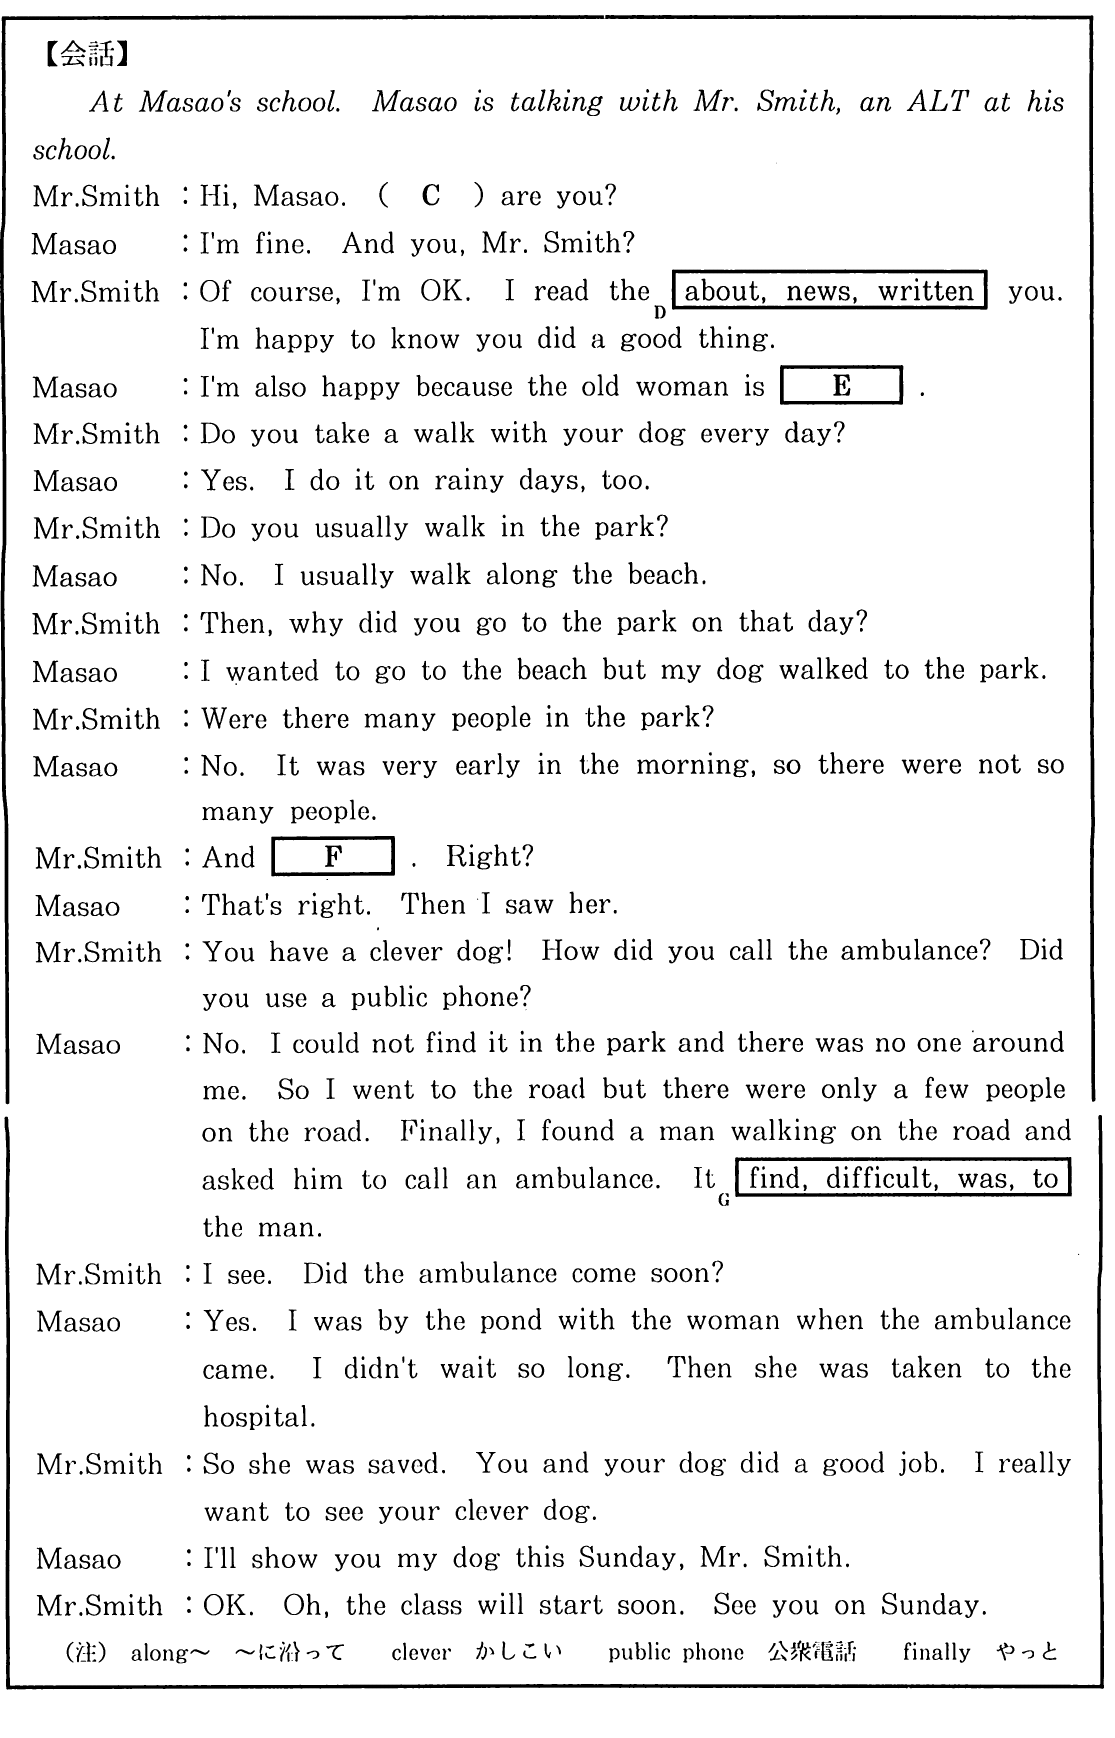 【会話】
At Masao's school. Masao is talking with Mr. Smith, an ALT at his
school.
Mr.Smith : Hi, Masao. ( C ) are you?
Masao : I'm fine. And you, Mr. Smith?
Mr.Smith : Of course, I'm OK. I read the D about, news, written you.
I'm happy to know you did a good thing.
Masao : I'm also happy because the old woman is E .
Mr.Smith : Do you take a walk with your dog every day?
Masao : Yes. I do it on rainy days, too.
Mr.Smith : Do you usually walk in the park?
Masao : No. I usually walk along the beach.
Mr.Smith : Then, why did you go to the park on that day?
Masao : I wanted to go to the beach but my dog walked to the park.
Mr.Smith : Were there many people in the park?
Masao : No. It was very early in the morning, so there were not so
many people.
Mr.Smith : And F . Right?
Masao : That's right. Then I saw her.
Mr.Smith : You have a clever dog! How did you call the ambulance? Did
you use a public phone?
Masao : No. I could not find it in the park and there was no one around
me. So I went to the road but there were only a few people
on the road. Finally, I found a man walking on the road and
asked him to call an ambulance. It G find, difficult, was, to
the man.
Mr.Smith : I see. Did the ambulance come soon?
Masao : Yes. I was by the pond with the woman when the ambulance
came. I didn't wait so long. Then she was taken to the
hospital.
Mr.Smith : So she was saved. You and your dog did a good job. I really
want to see your clever dog.
Masao : I'll show you my dog this Sunday, Mr. Smith.
Mr.Smith : OK. Oh, the class will start soon. See you on Sunday.
(注) along～ ～に沿って clever かしこい public phone 公衆電話 finally やっと